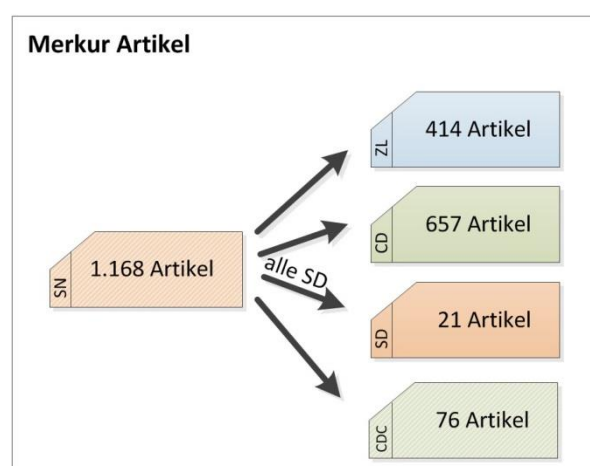 Merkur Artikel
ZL
414 Artikel
CD
657 Artikel
SN
1.168 Artikel
alle SD
SD
21 Artikel
CDC
76 Artikel